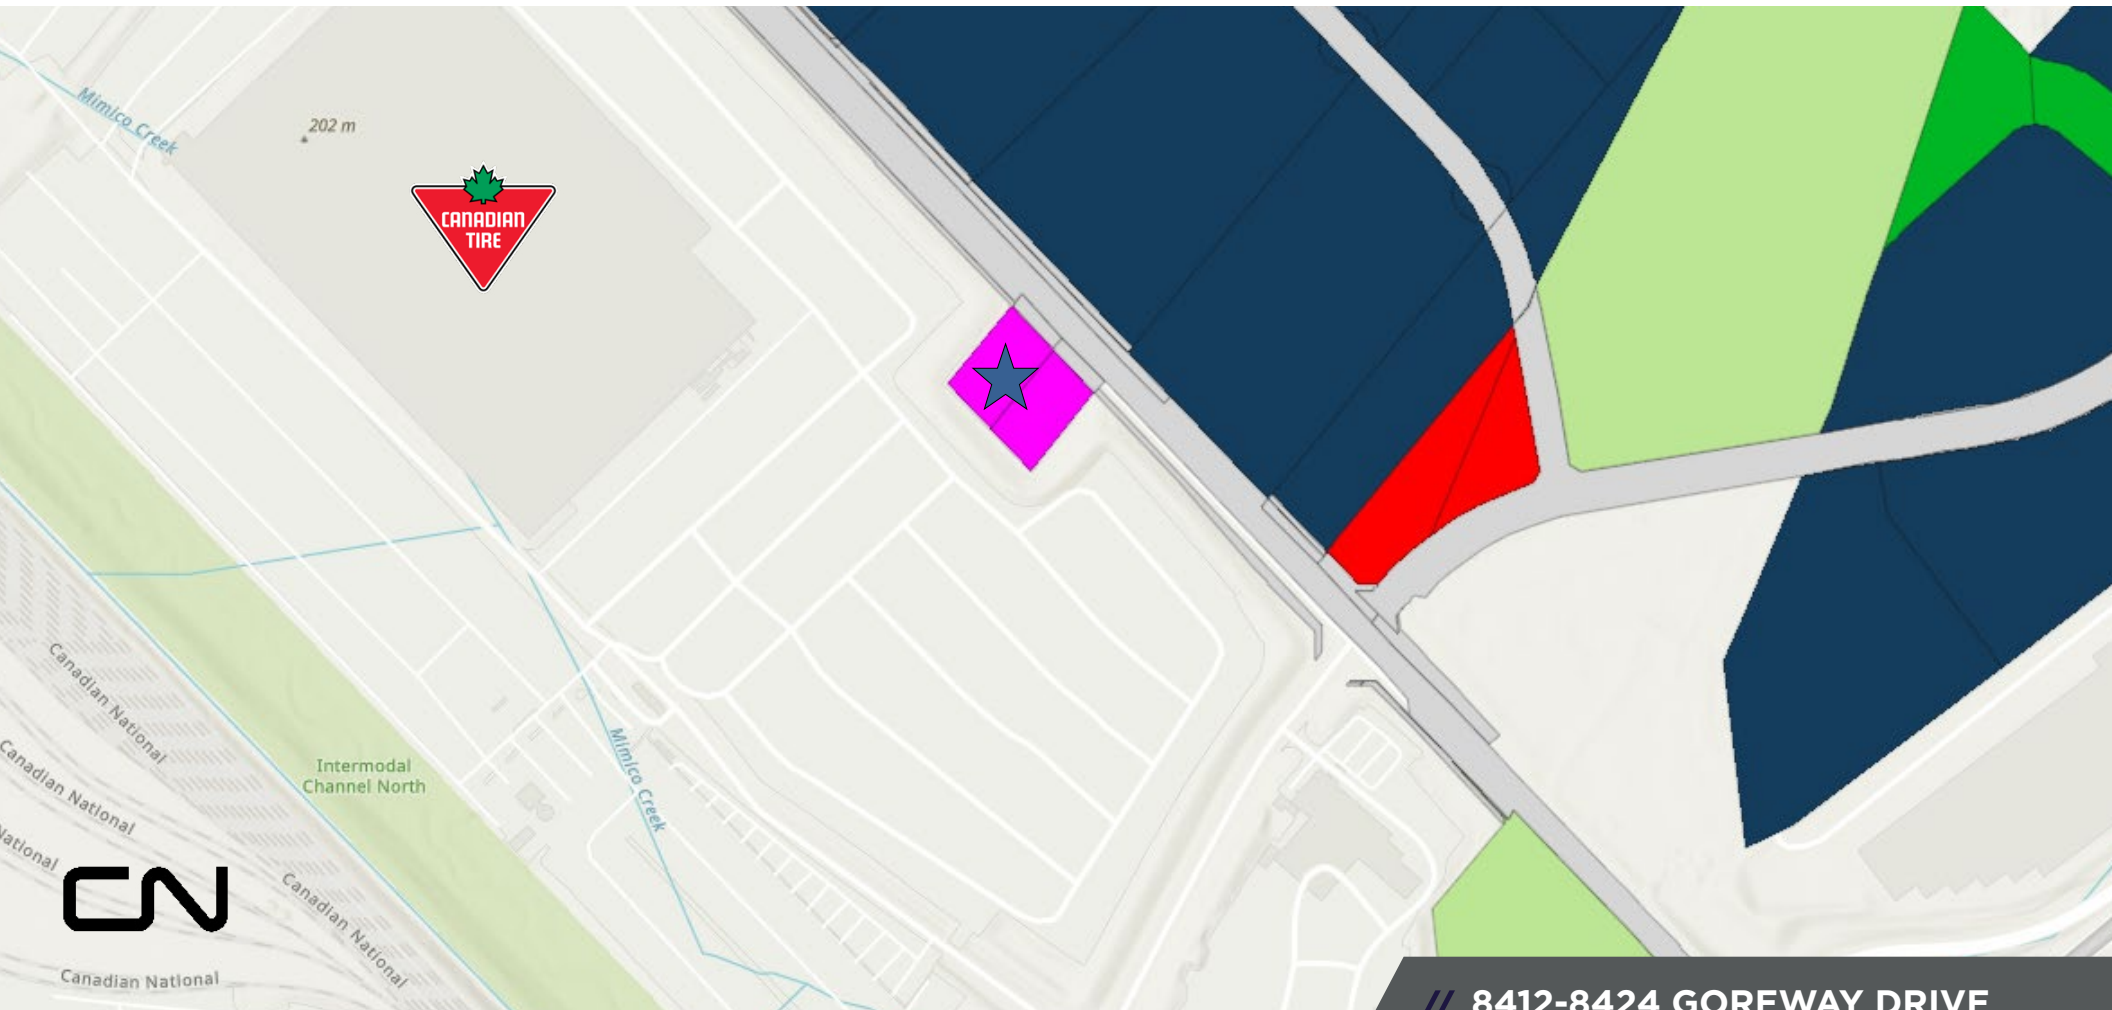 Mimico Creek
202 m
CANADIAN
TIRE
Canadian National
Canadian National
National
Intermodal
Channel North
Mimico Creek
CN
Canadian National
Canadian National
// 8412-8424 GOREWAY DRIVE